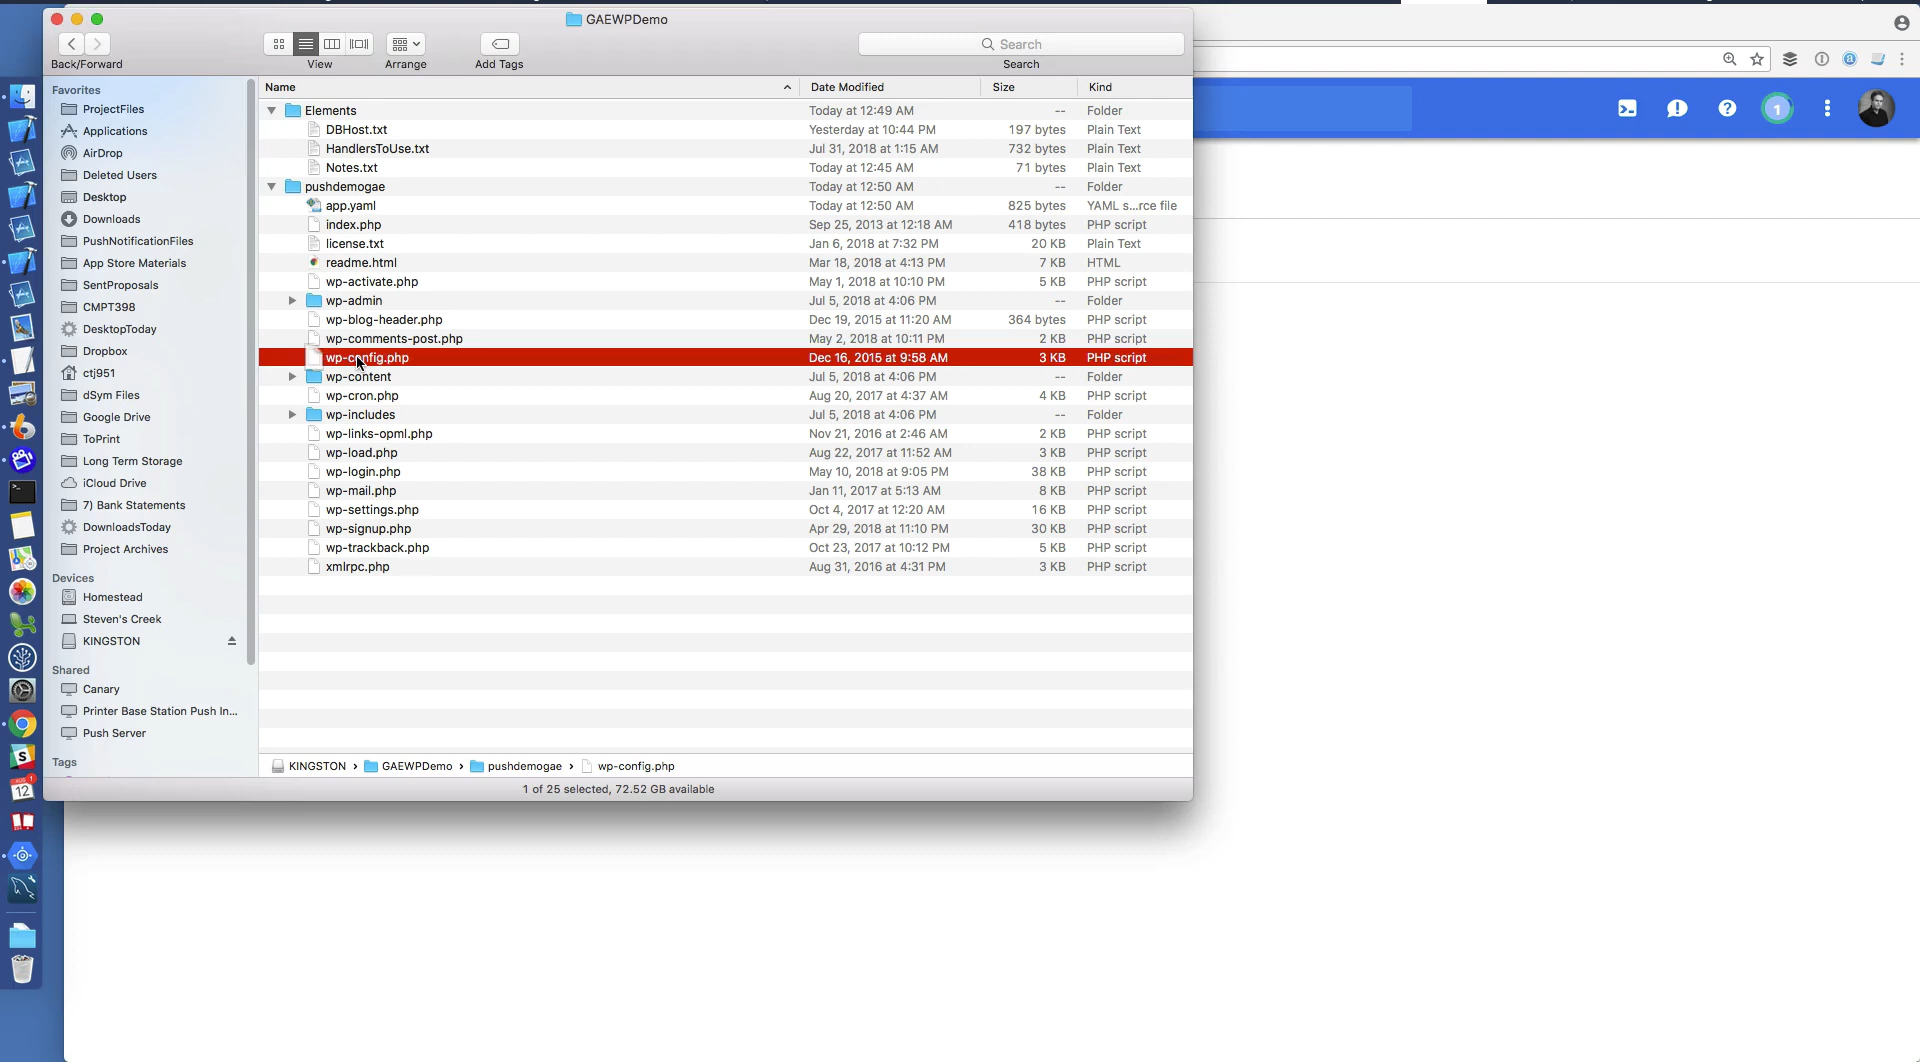 GAEWPDemo
Search
Back/Forward
View
Arrange
Add Tags
Search
Favorites
ProjectFiles
Applications
AirDrop
Deleted Users
Desktop
Downloads
PushNotificationFiles
App Store Materials
SentProposals
CMPT398
DesktopToday
Dropbox
ctj951
dSym Files
Google Drive
ToPrint
Long Term Storage
iCloud Drive
7) Bank Statements
DownloadsToday
Project Archives
Devices
Homestead
Steven's Creek
KINGSTON
Shared
Canary
Printer Base Station Push In...
Push Server
Tags
Name Date Modified Size Kind
Elements Today at 12:49 AM -- Folder
DBHost.txt Yesterday at 10:44 PM 197 bytes Plain Text
HandlersToUse.txt Jul 31, 2018 at 1:15 AM 732 bytes Plain Text
Notes.txt Today at 12:45 AM 71 bytes Plain Text
pushdemogae Today at 12:50 AM -- Folder
app.yaml Today at 12:50 AM 825 bytes YAML s...rce file
index.php Sep 25, 2013 at 12:18 AM 418 bytes PHP script
license.txt Jan 6, 2018 at 7:32 PM 20 KB Plain Text
readme.html Mar 18, 2018 at 4:13 PM 7 KB HTML
wp-activate.php May 1, 2018 at 10:10 PM 5 KB PHP script
wp-admin Jul 5, 2018 at 4:06 PM -- Folder
wp-blog-header.php Dec 19, 2015 at 11:20 AM 364 bytes PHP script
wp-comments-post.php May 2, 2018 at 10:11 PM 2 KB PHP script
wp-config.php Dec 16, 2015 at 9:58 AM 3 KB PHP script
wp-content Jul 5, 2018 at 4:06 PM -- Folder
wp-cron.php Aug 20, 2017 at 4:37 AM 4 KB PHP script
wp-includes Jul 5, 2018 at 4:06 PM -- Folder
wp-links-opml.php Nov 21, 2016 at 2:46 AM 2 KB PHP script
wp-load.php Aug 22, 2017 at 11:52 AM 3 KB PHP script
wp-login.php May 10, 2018 at 9:05 PM 38 KB PHP script
wp-mail.php Jan 11, 2017 at 5:13 AM 8 KB PHP script
wp-settings.php Oct 4, 2017 at 12:20 AM 16 KB PHP script
wp-signup.php Apr 29, 2018 at 11:10 PM 30 KB PHP script
wp-trackback.php Oct 23, 2017 at 10:12 PM 5 KB PHP script
xmlrpc.php Aug 31, 2016 at 4:31 PM 3 KB PHP script
KINGSTON › GAEWPDemo › pushdemogae › wp-config.php
1 of 25 selected, 72.52 GB available
1
12
1